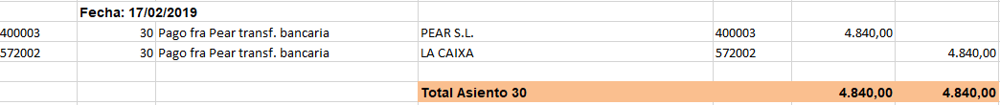 Fecha: 17/02/2019
400003 30 Pago fra Pear transf. bancaria PEAR S.L. 400003 4.840,00
572002 30 Pago fra Pear transf. bancaria LA CAIXA 572002 4.840,00
Total Asiento 30 4.840,00 4.840,00